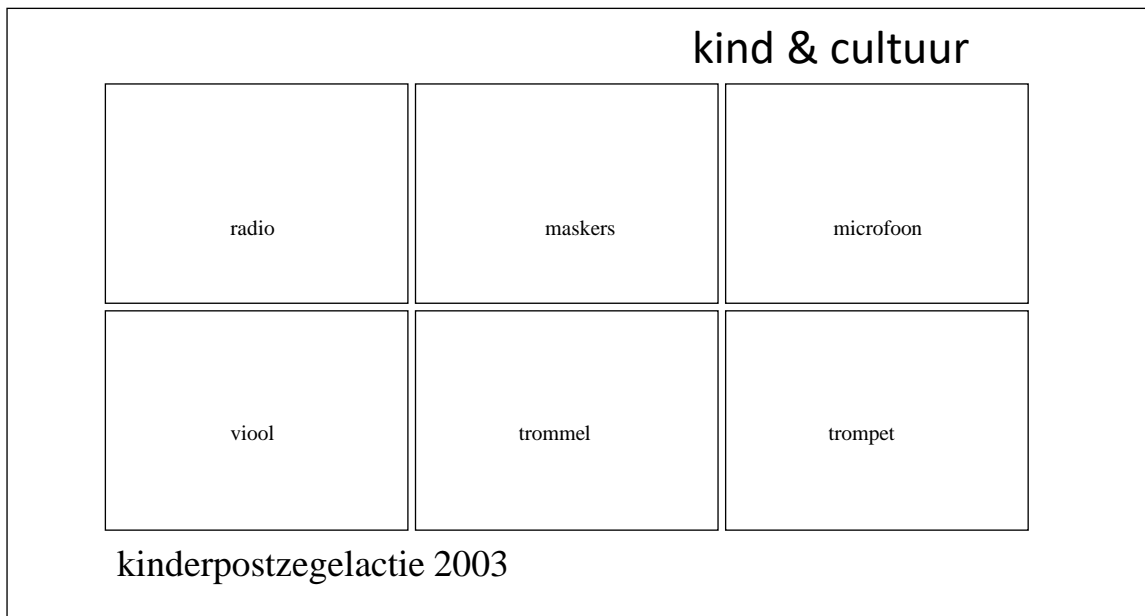 kind & cultuur
radio maskers microfoon
viool trommel trompet
kinderpostzegelactie 2003